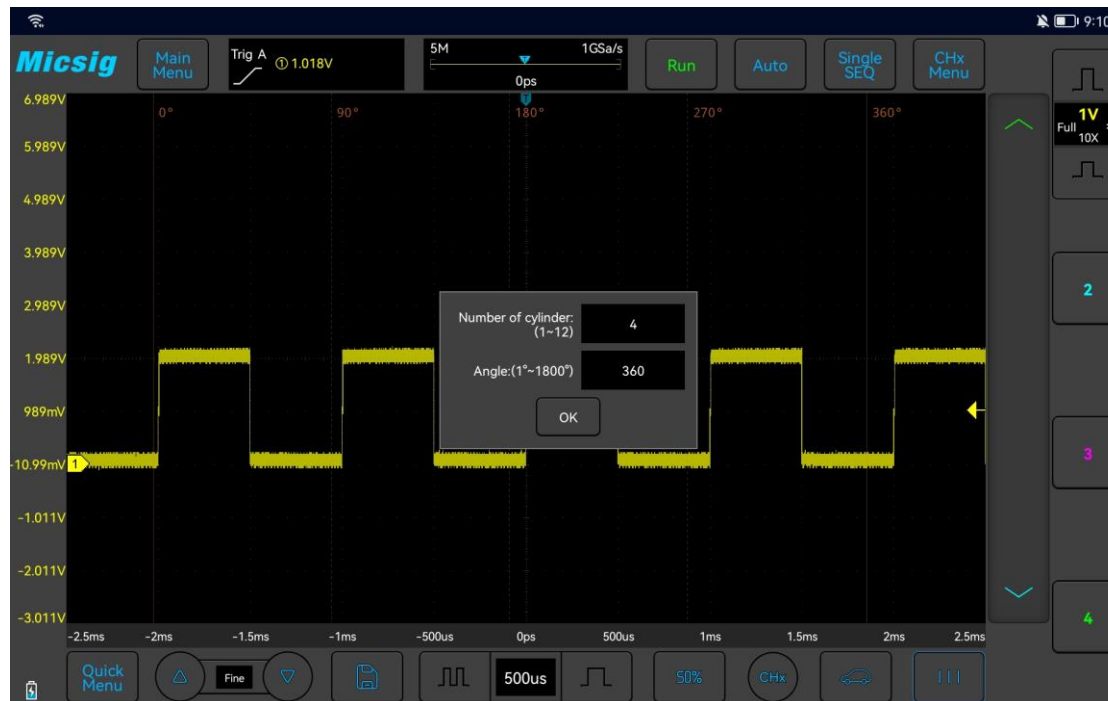 9:10
Micsig
Main
Menu
Trig A
① 1.018V
5M
1GSa/s
0ps
Run
Auto
Single
SEQ
CHx
Menu
6.989V
5.989V
4.989V
3.989V
2.989V
1.989V
989mV
-10.99mV
-1.011V
-2.011V
-3.011V
0°
90°
T
180°
270°
360°
1V
Full
10X
Number of cylinder:
(1~12)
4
Angle:(1°~1800°)
360
OK
1
2
3
4
-2.5ms
-2ms
-1.5ms
-1ms
-500us
0ps
500us
1ms
1.5ms
2ms
2.5ms
Quick
Menu
Fine
500us
50%
CHx